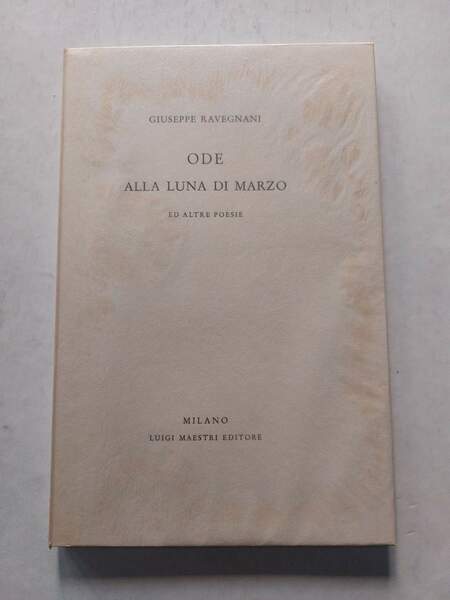 GIUSEPPE RAVEGNANI
ODE
ALLA LUNA DI MARZO
ED ALTRE POESIE
MILANO
LUIGI MAESTRI EDITORE